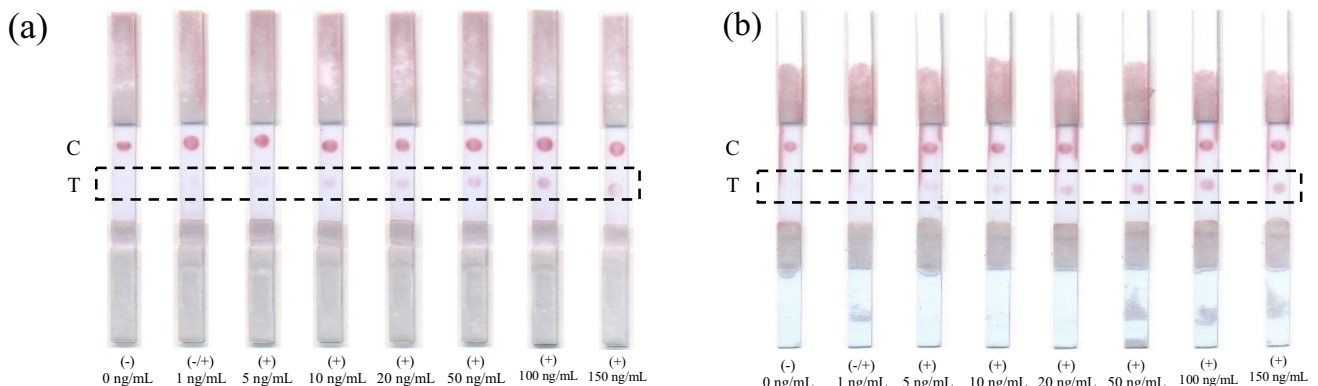 (a)
C
T
(-) (-/+) (+) (+) (+) (+) (+) (+)
0 ng/mL 1 ng/mL 5 ng/mL 10 ng/mL 20 ng/mL 50 ng/mL 100 ng/mL 150 ng/mL
(b)
C
T
(-) (-/+) (+) (+) (+) (+) (+) (+)
0 ng/mL 1 ng/mL 5 ng/mL 10 ng/mL 20 ng/mL 50 ng/mL 100 ng/mL 150 ng/mL